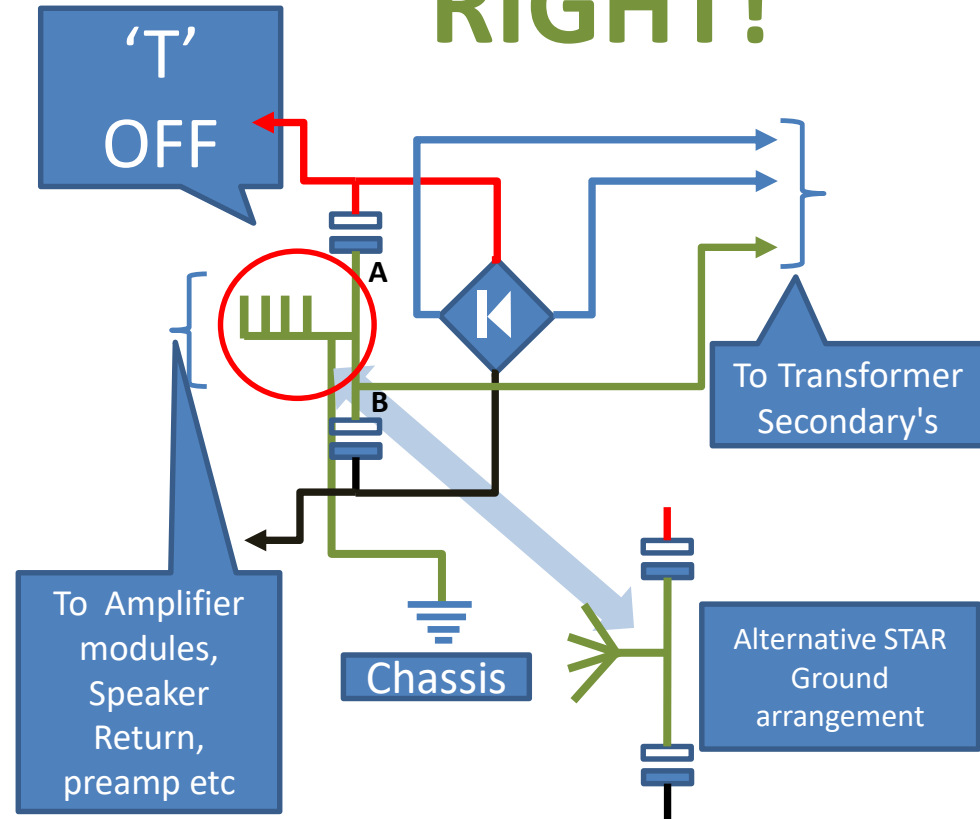 RIGHT!
‘T’
OFF
A
B
To Transformer
Secondary's
To Amplifier
modules,
Speaker
Return,
preamp etc
Chassis
Alternative STAR
Ground
arrangement